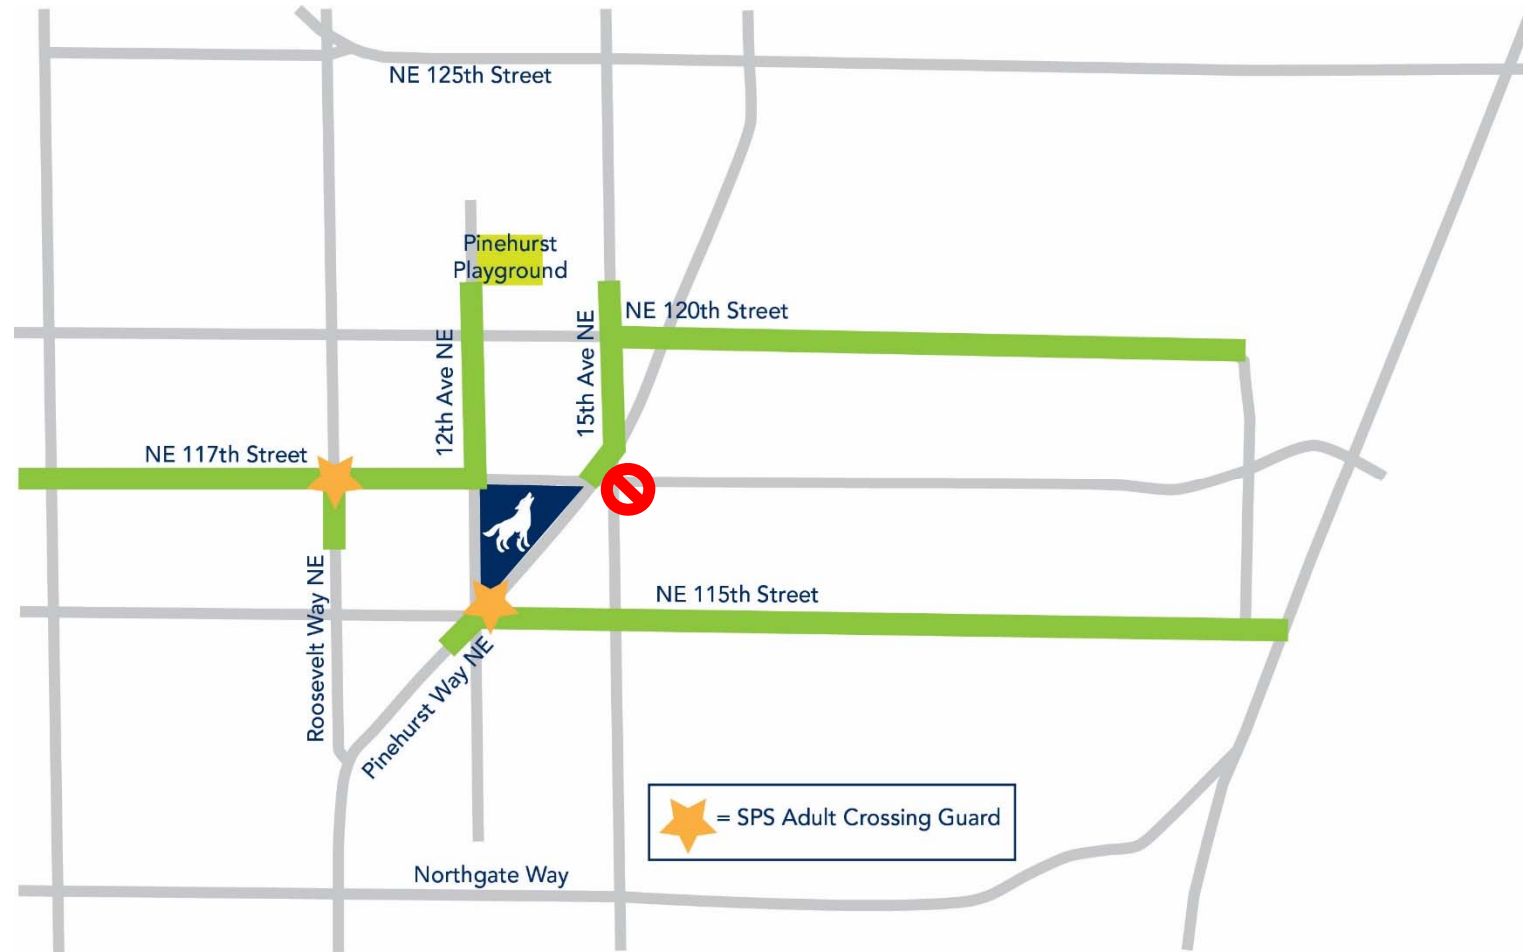 NE 125th Street
Pinehurst
Playground
NE 120th Street
12th Ave NE
15th Ave NE
NE 117th Street
NE 115th Street
Roosevelt Way NE
Pinehurst Way NE
= SPS Adult Crossing Guard
Northgate Way